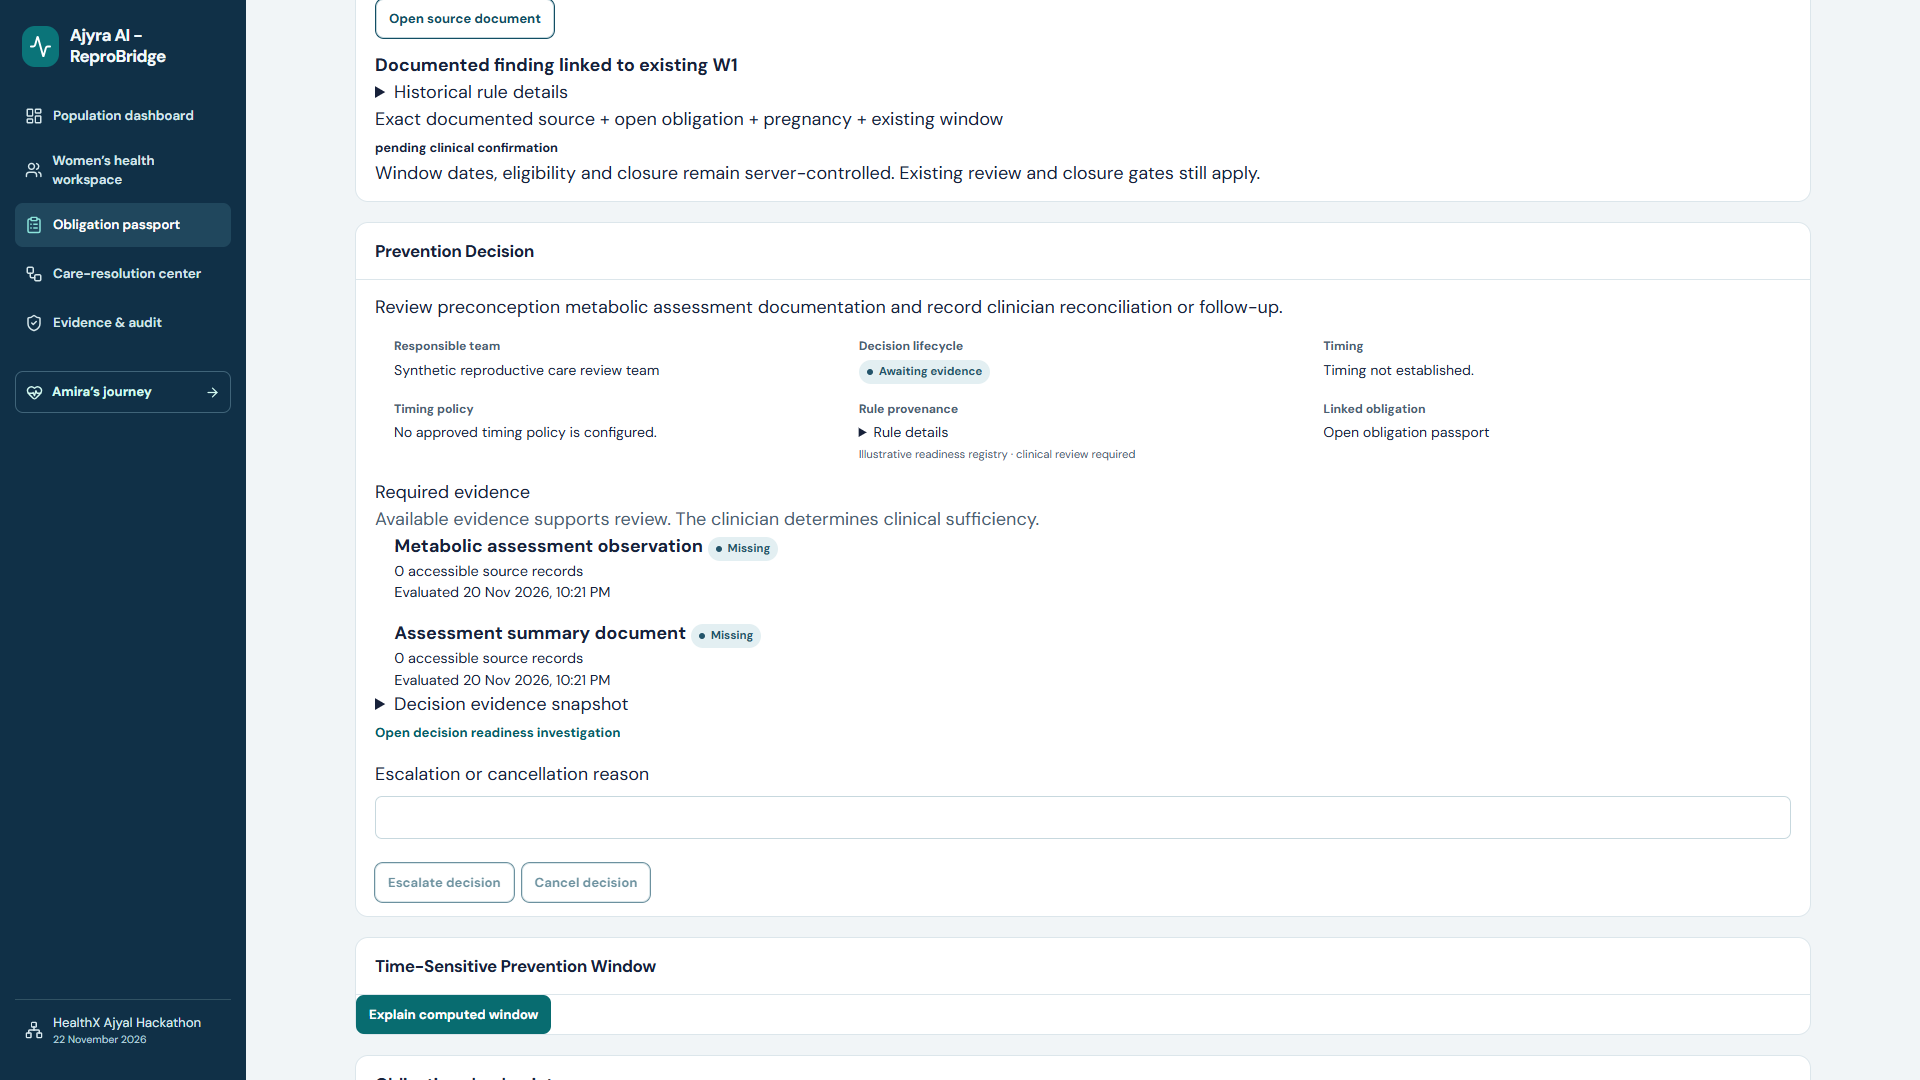 Ajyra AI -
ReproBridge
Population dashboard
Women's health
workspace
Obligation passport
Care-resolution center
Evidence & audit
Amira's journey
HealthX Ajyal Hackathon
22 November 2026
Open source document
Documented finding linked to existing W1
Historical rule details
Exact documented source + open obligation + pregnancy + existing window
pending clinical confirmation
Window dates, eligibility and closure remain server-controlled. Existing review and closure gates still apply.
Prevention Decision
Review preconception metabolic assessment documentation and record clinician reconciliation or follow-up.
Responsible team
Synthetic reproductive care review team
Decision lifecycle
Awaiting evidence
Timing
Timing not established.
Timing policy
No approved timing policy is configured.
Rule provenance
Rule details
Illustrative readiness registry · clinical review required
Linked obligation
Open obligation passport
Required evidence
Available evidence supports review. The clinician determines clinical sufficiency.
Metabolic assessment observation Missing
0 accessible source records
Evaluated 20 Nov 2026, 10:21 PM
Assessment summary document Missing
0 accessible source records
Evaluated 20 Nov 2026, 10:21 PM
Decision evidence snapshot
Open decision readiness investigation
Escalation or cancellation reason
Escalate decision Cancel decision
Time-Sensitive Prevention Window
Explain computed window